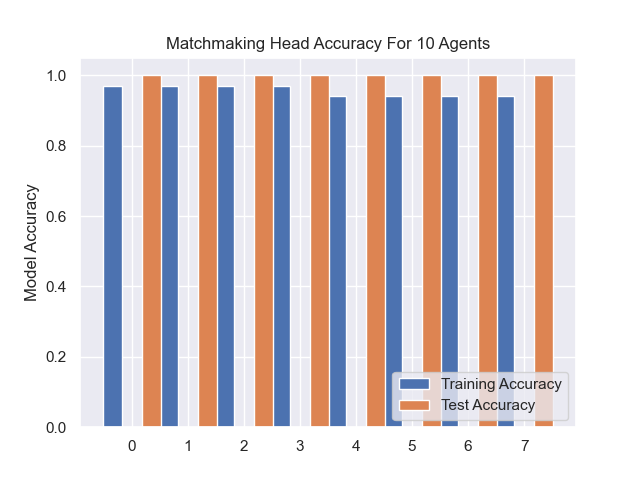 Matchmaking Head Accuracy For 10 Agents
1.0
0.8
0.6
0.4
0.2
0.0
Model Accuracy
Training Accuracy
Test Accuracy
0 1 2 3 4 5 6 7